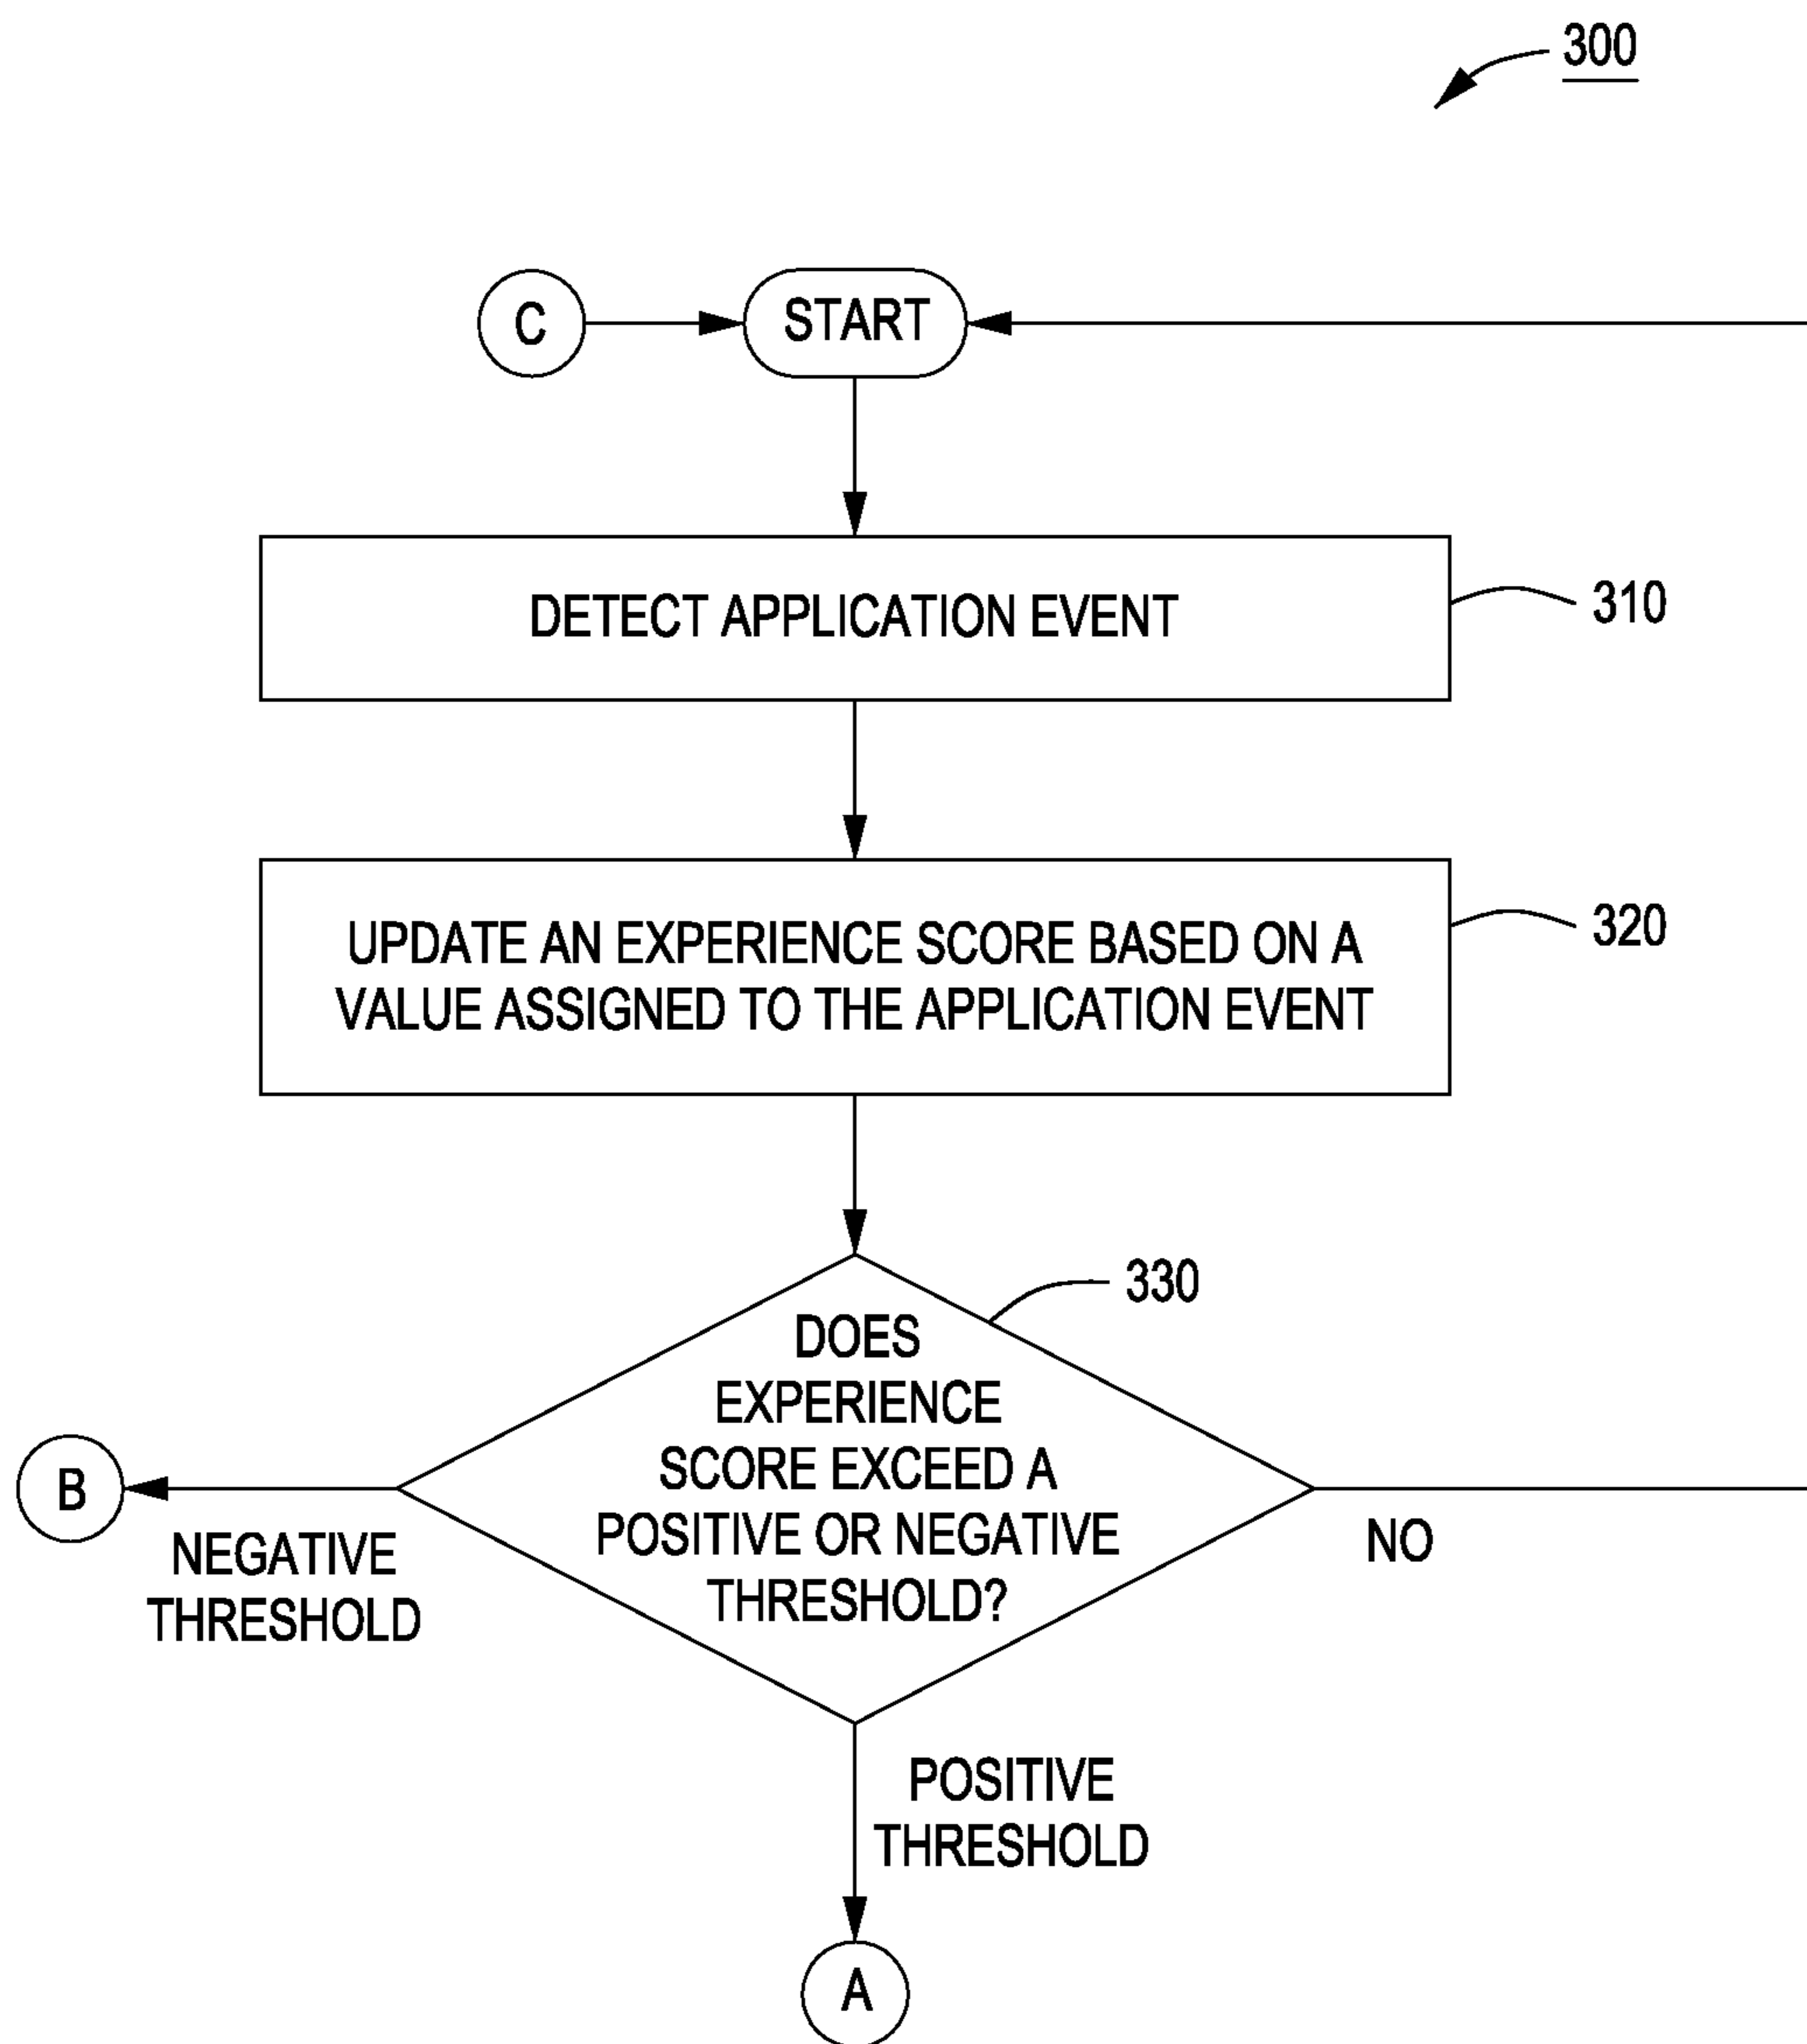 300
C
START
DETECT APPLICATION EVENT
310
UPDATE AN EXPERIENCE SCORE BASED ON A
VALUE ASSIGNED TO THE APPLICATION EVENT
320
330
DOES
EXPERIENCE
SCORE EXCEED A
POSITIVE OR NEGATIVE
THRESHOLD?
B
NEGATIVE
THRESHOLD
NO
POSITIVE
THRESHOLD
A